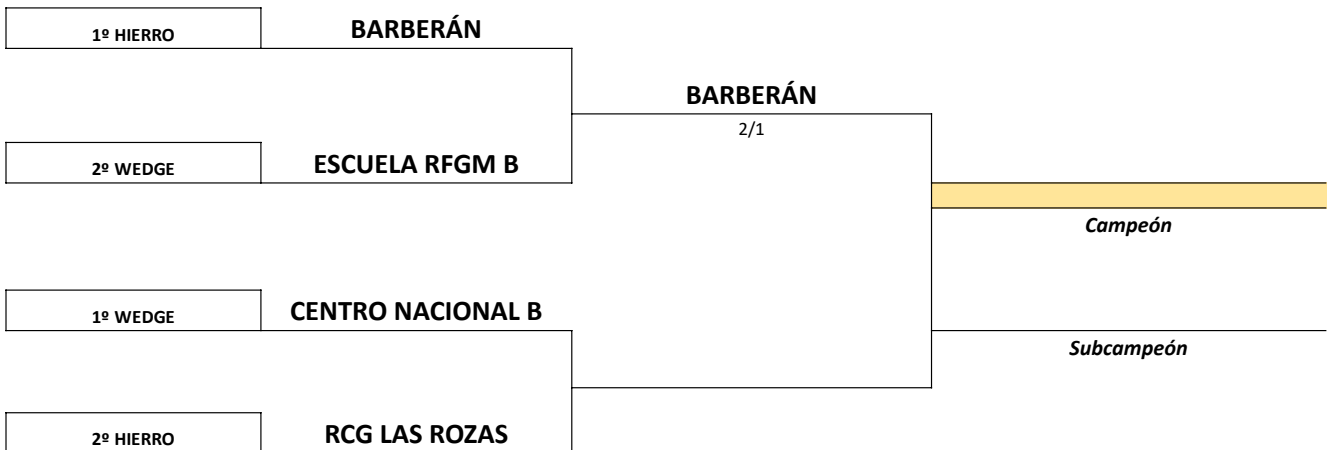 1º HIERRO BARBERÁN
BARBERÁN
2/1
2º WEDGE ESCUELA RFGM B
Campeón
1º WEDGE CENTRO NACIONAL B
Subcampeón
2º HIERRO RCG LAS ROZAS